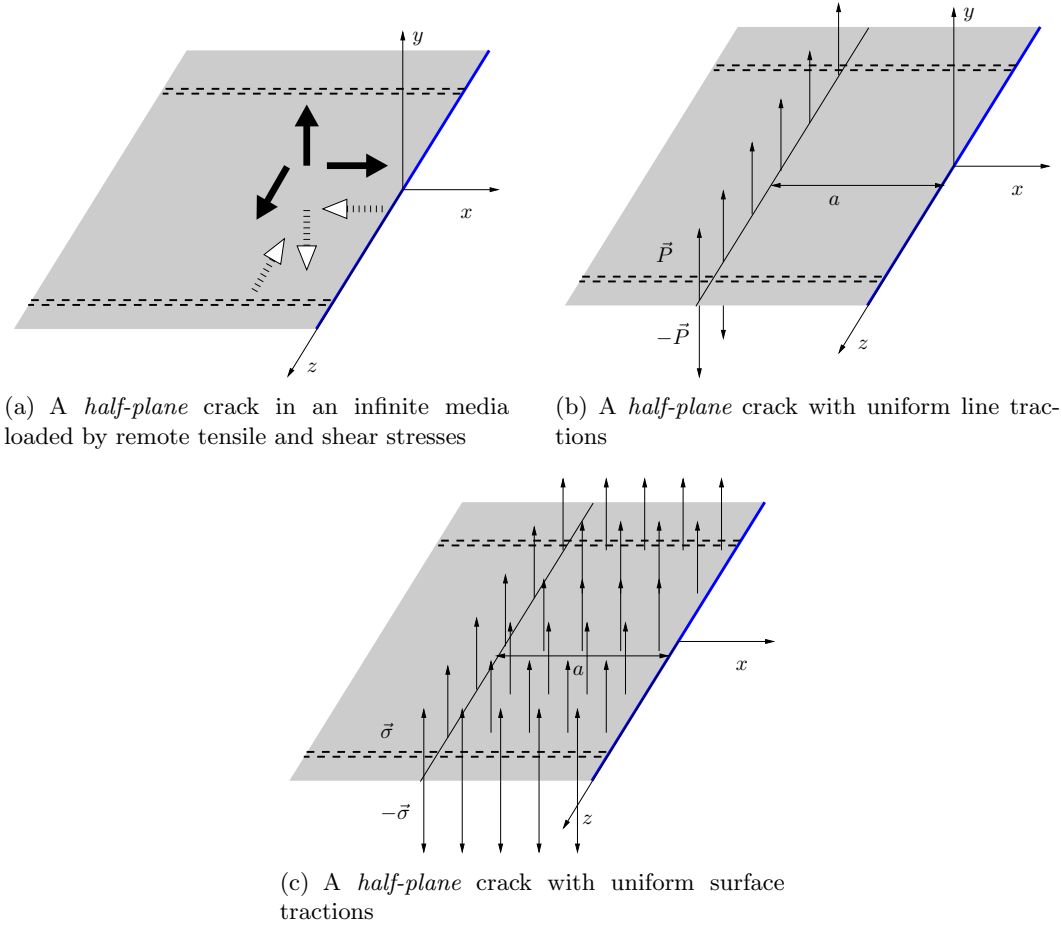 y
x
z
(a) A half-plane crack in an infinite media
loaded by remote tensile and shear stresses
y
x
a
P⃗
−P⃗
z
(b) A half-plane crack with uniform line trac-
tions
x
a
σ⃗
−σ⃗
z
(c) A half-plane crack with uniform surface
tractions